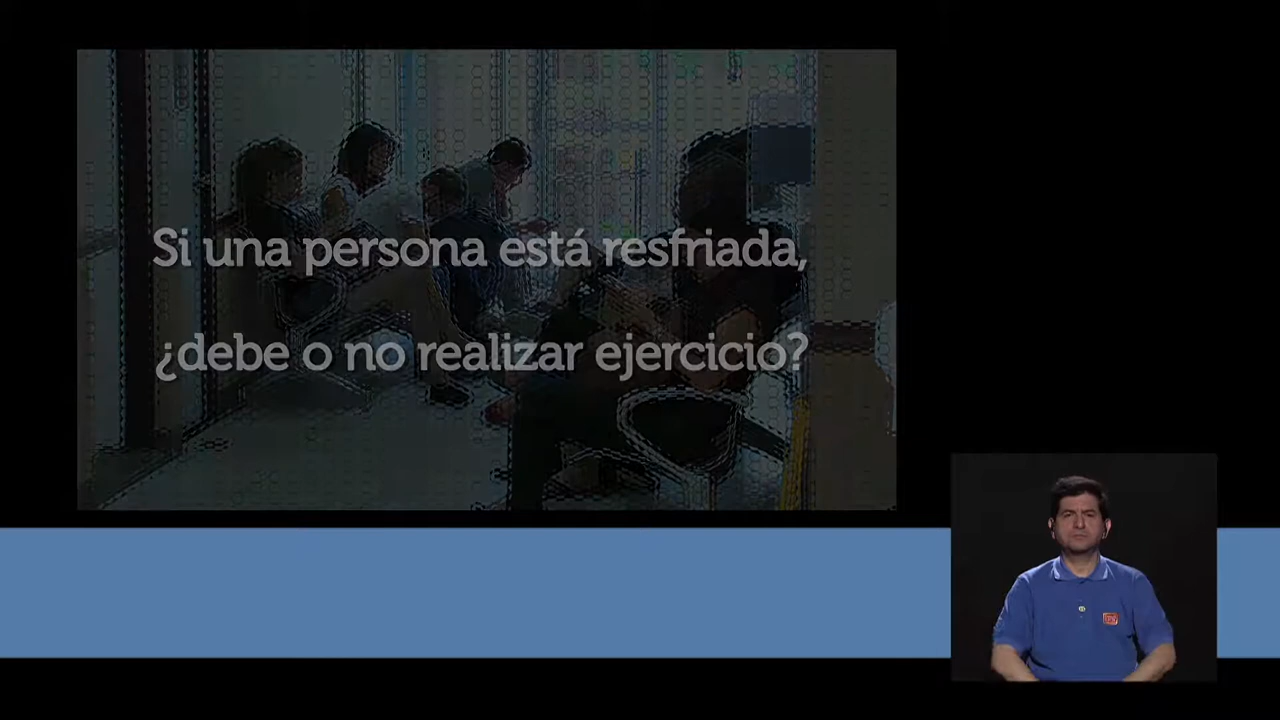 Si una persona está resfriada,
¿debe o no realizar ejercicio?